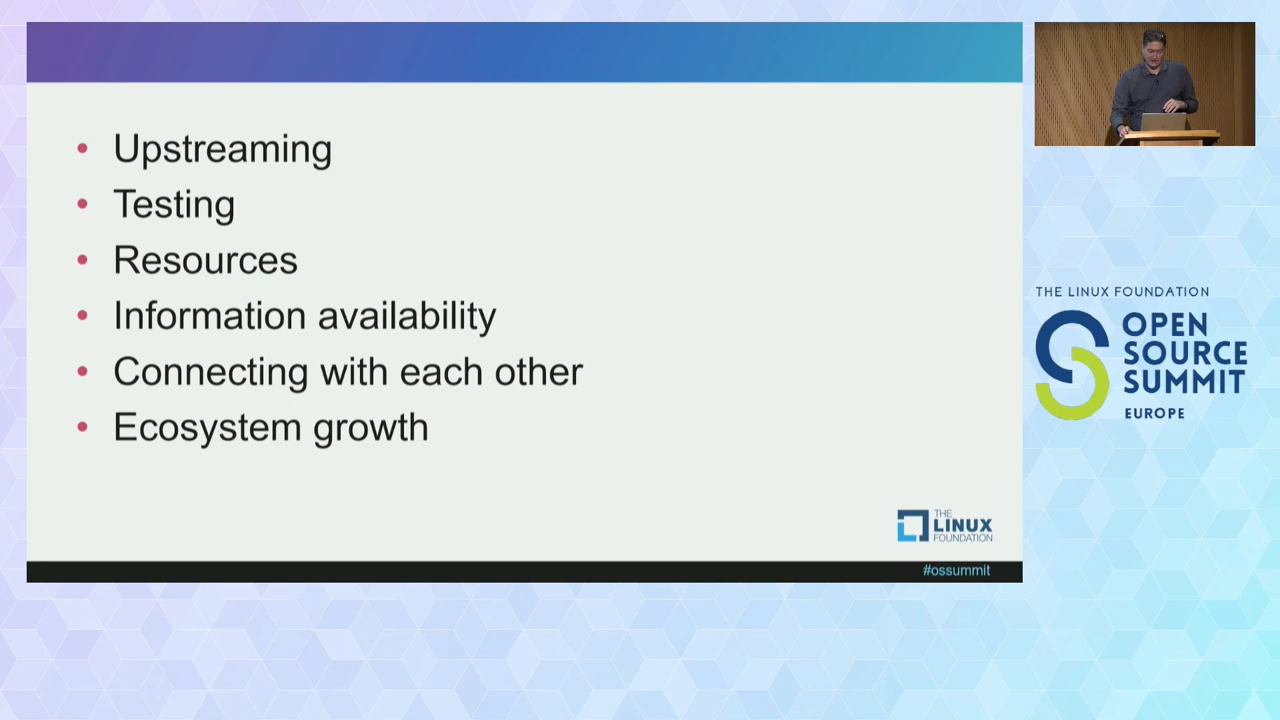 • Upstreaming
• Testing
• Resources
• Information availability
• Connecting with each other
• Ecosystem growth
THE
LINUX
FOUNDATION
#ossummit
THE LINUX FOUNDATION
OPEN
SOURCE
SUMMIT
EUROPE